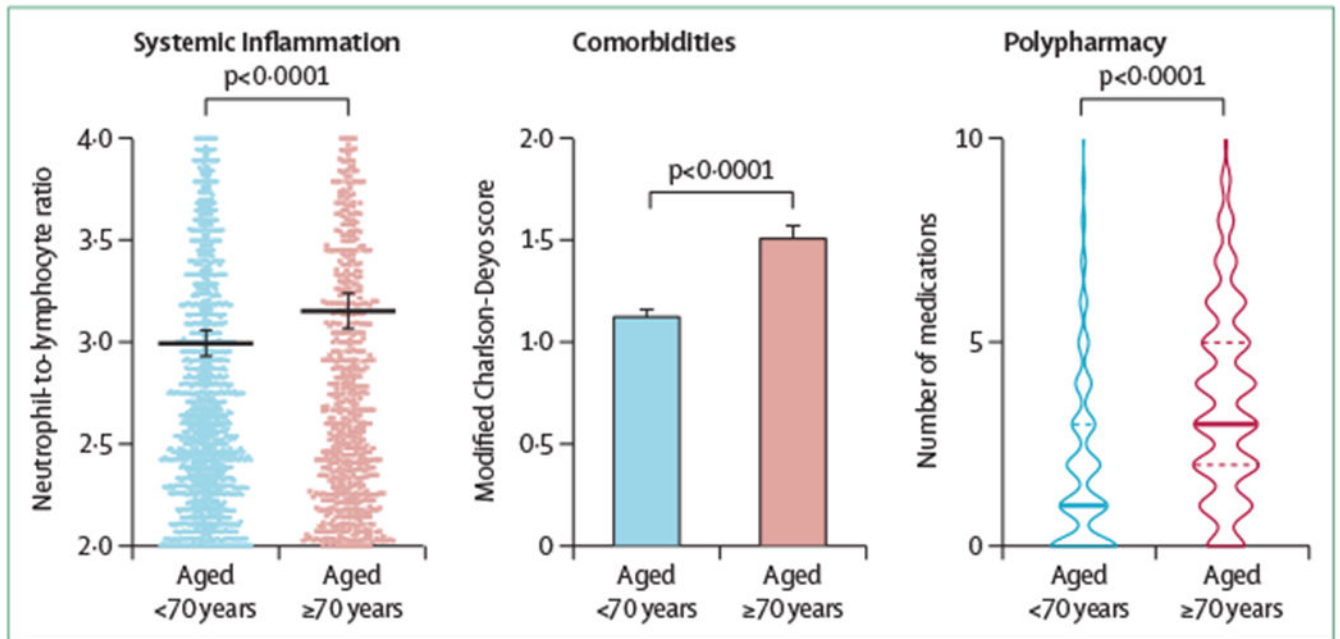 Systemic Inflammation
p<0·0001
Neutrophil-to-lymphocyte ratio
4·0
3·5
3·0
2·5
2·0
Aged
<70 years
Aged
≥70 years
Comorbidities
p<0·0001
Modified Charlson-Deyo score
2·0
1·5
1·0
0·5
0
Aged
<70 years
Aged
≥70 years
Polypharmacy
p<0·0001
Number of medications
10
5
0
Aged
<70 years
Aged
≥70 years